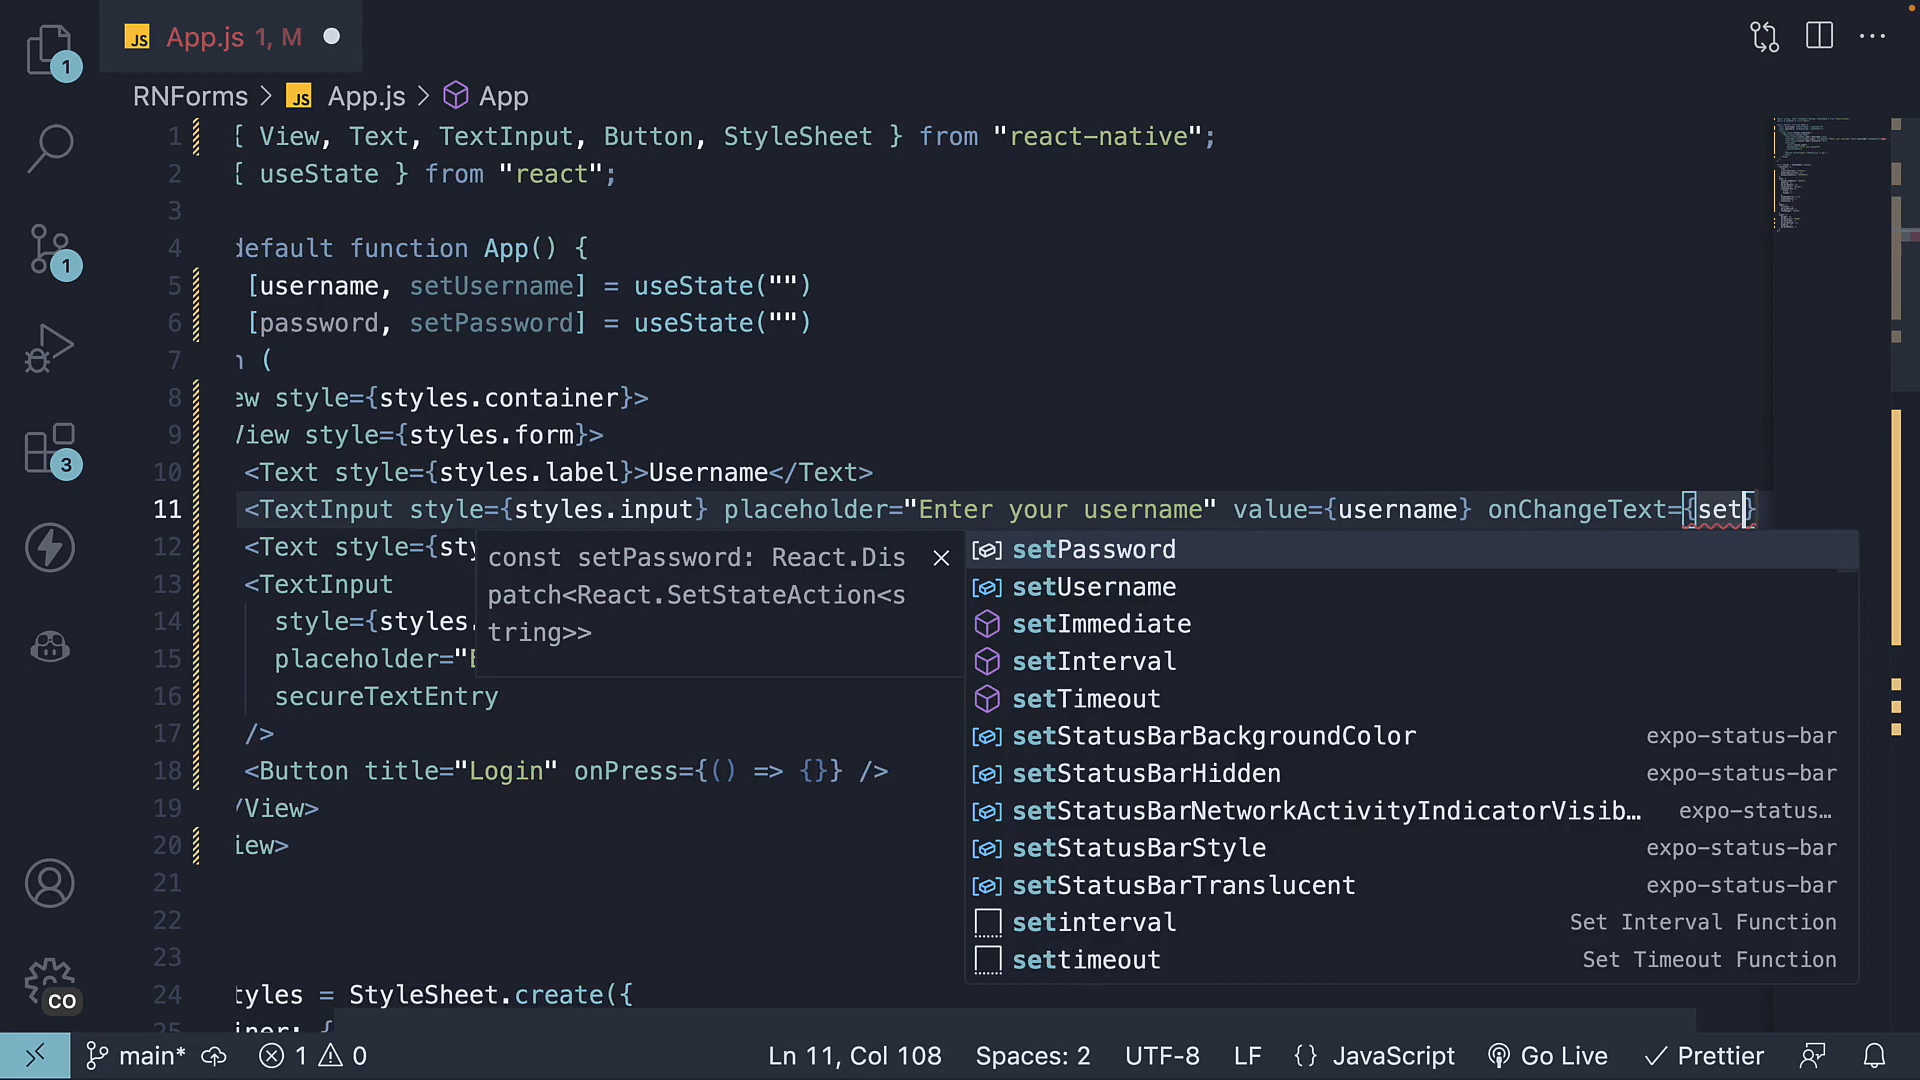 1
JS App.js 1, M
RNForms > JS App.js > App
1 { View, Text, TextInput, Button, StyleSheet } from "react-native";
2 { useState } from "react";
3
4 default function App() {
5 [username, setUsername] = useState("")
6 [password, setPassword] = useState("")
7 n (
8 ew style={styles.container}>
9 View style={styles.form}>
10 <Text style={styles.label}>Username</Text>
11 <TextInput style={styles.input} placeholder="Enter your username" value={username} onChangeText={set}
12 <Text style={sty
13 <TextInput
14 style={styles.
15 placeholder="E
16 secureTextEntry
17 />
18 <Button title="Login" onPress={() => {}} />
19 /View>
20 iew>
21
22
23
24 tyles = StyleSheet.create({
25 iner: {
const setPassword: React.Dis
patch<React.SetStateAction<s
tring>>
setPassword
setUsername
setImmediate
setInterval
setTimeout
setStatusBarBackgroundColor expo-status-bar
setStatusBarHidden expo-status-bar
setStatusBarNetworkActivityIndicatorVisib… expo-status…
setStatusBarStyle expo-status-bar
setStatusBarTranslucent expo-status-bar
setinterval Set Interval Function
settimeout Set Timeout Function
1
3
CO
main* 1 0 Ln 11, Col 108 Spaces: 2 UTF-8 LF {} JavaScript Go Live Prettier